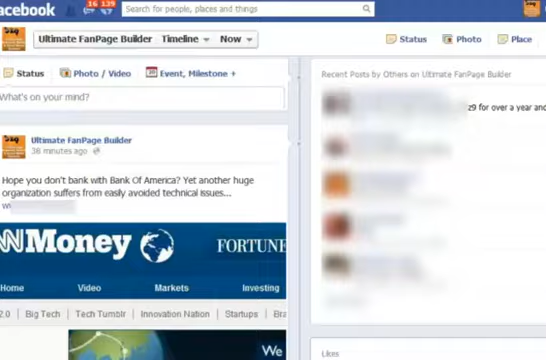 acebook
16 139
Search for people, places and things
Ultimate FanPage Builder Timeline Now
Status Photo Place
Status Photo / Video Event, Milestone +
What's on your mind?
Recent Posts by Others on Ultimate FanPage Builder
29 for over a year and
Ultimate FanPage Builder
38 minutes ago
Hope you don't bank with Bank Of America? Yet another huge
organization suffers from easily avoided technical issues...
NNMoney FORTUNE
Home Video Markets Investing
2.0 | Big Tech | Tech Tumblr | Innovation Nation | Startups | Bra
We
Likes